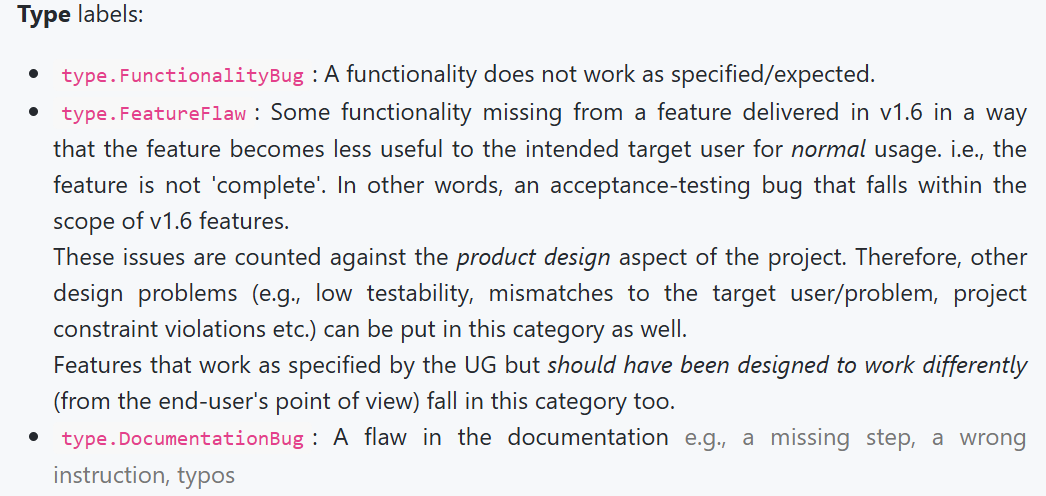 Type labels:
• type.FunctionalityBug : A functionality does not work as specified/expected.
• type.FeatureFlaw : Some functionality missing from a feature delivered in v1.6 in a way
that the feature becomes less useful to the intended target user for normal usage. i.e., the
feature is not 'complete'. In other words, an acceptance-testing bug that falls within the
scope of v1.6 features.
These issues are counted against the product design aspect of the project. Therefore, other
design problems (e.g., low testability, mismatches to the target user/problem, project
constraint violations etc.) can be put in this category as well.
Features that work as specified by the UG but should have been designed to work differently
(from the end-user's point of view) fall in this category too.
• type.DocumentationBug : A flaw in the documentation e.g., a missing step, a wrong
instruction, typos